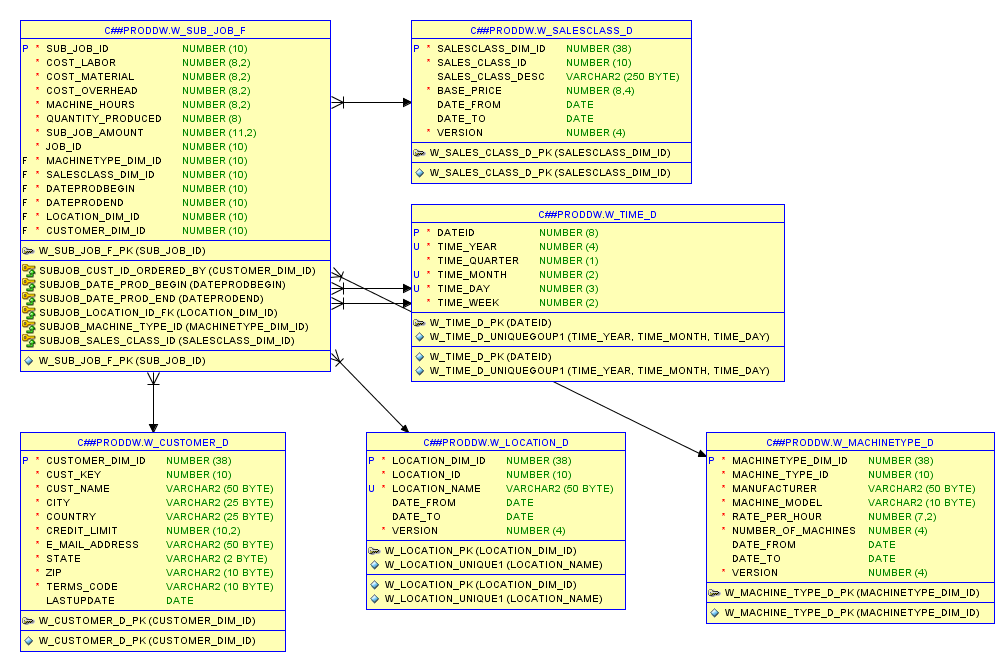 C##PRODDW.W_SUB_JOB_F
P * SUB_JOB_ID NUMBER (10)
* COST_LABOR NUMBER (8,2)
* COST_MATERIAL NUMBER (8,2)
* COST_OVERHEAD NUMBER (8,2)
* MACHINE_HOURS NUMBER (8,2)
* QUANTITY_PRODUCED NUMBER (8)
* SUB_JOB_AMOUNT NUMBER (11,2)
* JOB_ID NUMBER (10)
F * MACHINETYPE_DIM_ID NUMBER (10)
F * SALESCLASS_DIM_ID NUMBER (10)
F * DATEPRODBEGIN NUMBER (10)
F * DATEPRODEND NUMBER (10)
F * LOCATION_DIM_ID NUMBER (10)
F * CUSTOMER_DIM_ID NUMBER (10)
W_SUB_JOB_F_PK (SUB_JOB_ID)
SUBJOB_CUST_ID_ORDERED_BY (CUSTOMER_DIM_ID)
SUBJOB_DATE_PROD_BEGIN (DATEPRODBEGIN)
SUBJOB_DATE_PROD_END (DATEPRODEND)
SUBJOB_LOCATION_ID_FK (LOCATION_DIM_ID)
SUBJOB_MACHINE_TYPE_ID (MACHINETYPE_DIM_ID)
SUBJOB_SALES_CLASS_ID (SALESCLASS_DIM_ID)
W_SUB_JOB_F_PK (SUB_JOB_ID)
C##PRODDW.W_SALESCLASS_D
P * SALESCLASS_DIM_ID NUMBER (38)
* SALES_CLASS_ID NUMBER (10)
SALES_CLASS_DESC VARCHAR2 (250 BYTE)
* BASE_PRICE NUMBER (8,4)
DATE_FROM DATE
DATE_TO DATE
* VERSION NUMBER (4)
W_SALES_CLASS_D_PK (SALESCLASS_DIM_ID)
W_SALES_CLASS_D_PK (SALESCLASS_DIM_ID)
C##PRODDW.W_TIME_D
P * DATEID NUMBER (8)
U * TIME_YEAR NUMBER (4)
* TIME_QUARTER NUMBER (1)
U * TIME_MONTH NUMBER (2)
U * TIME_DAY NUMBER (3)
* TIME_WEEK NUMBER (2)
W_TIME_D_PK (DATEID)
W_TIME_D_UNIQUEGOUP1 (TIME_YEAR, TIME_MONTH, TIME_DAY)
W_TIME_D_PK (DATEID)
W_TIME_D_UNIQUEGOUP1 (TIME_YEAR, TIME_MONTH, TIME_DAY)
C##PRODDW.W_CUSTOMER_D
P * CUSTOMER_DIM_ID NUMBER (38)
* CUST_KEY NUMBER (10)
* CUST_NAME VARCHAR2 (50 BYTE)
* CITY VARCHAR2 (25 BYTE)
* COUNTRY VARCHAR2 (25 BYTE)
* CREDIT_LIMIT NUMBER (10,2)
* E_MAIL_ADDRESS VARCHAR2 (50 BYTE)
* STATE VARCHAR2 (2 BYTE)
* ZIP VARCHAR2 (10 BYTE)
* TERMS_CODE VARCHAR2 (10 BYTE)
LASTUPDATE DATE
W_CUSTOMER_D_PK (CUSTOMER_DIM_ID)
W_CUSTOMER_D_PK (CUSTOMER_DIM_ID)
C##PRODDW.W_LOCATION_D
P * LOCATION_DIM_ID NUMBER (38)
* LOCATION_ID NUMBER (10)
U * LOCATION_NAME VARCHAR2 (50 BYTE)
DATE_FROM DATE
DATE_TO DATE
* VERSION NUMBER (4)
W_LOCATION_PK (LOCATION_DIM_ID)
W_LOCATION_UNIQUE1 (LOCATION_NAME)
W_LOCATION_PK (LOCATION_DIM_ID)
W_LOCATION_UNIQUE1 (LOCATION_NAME)
C##PRODDW.W_MACHINETYPE_D
P * MACHINETYPE_DIM_ID NUMBER (38)
* MACHINE_TYPE_ID NUMBER (10)
* MANUFACTURER VARCHAR2 (50 BYTE)
* MACHINE_MODEL VARCHAR2 (10 BYTE)
* RATE_PER_HOUR NUMBER (7,2)
* NUMBER_OF_MACHINES NUMBER (4)
DATE_FROM DATE
DATE_TO DATE
* VERSION NUMBER (4)
W_MACHINE_TYPE_D_PK (MACHINETYPE_DIM_ID)
W_MACHINE_TYPE_D_PK (MACHINETYPE_DIM_ID)